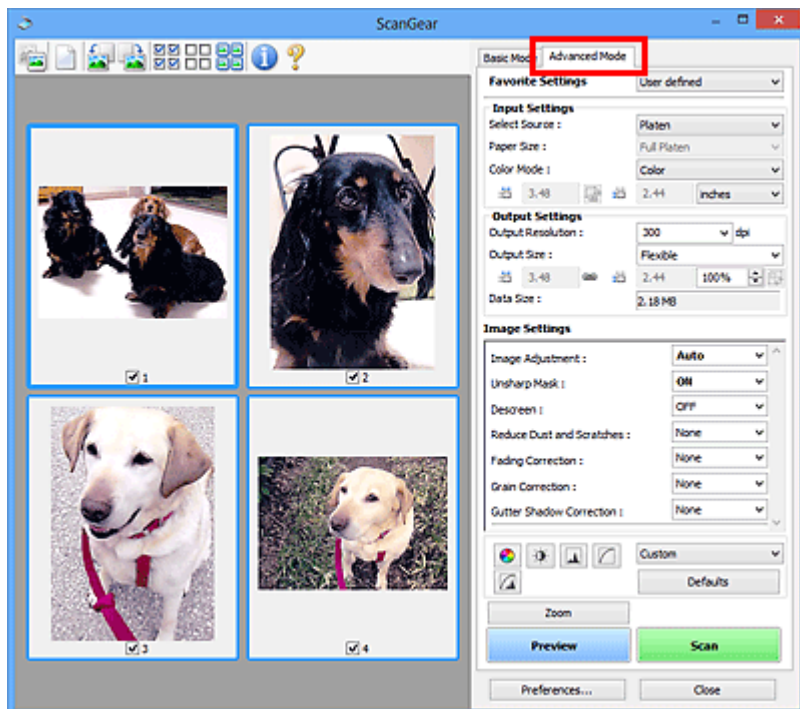 ScanGear
Basic Mode Advanced Mode
Favorite Settings User defined
Input Settings
Select Source : Platen
Paper Size : Full Platen
Color Mode : Color
3.48 2.44 inches
Output Settings
Output Resolution : 300 dpi
Output Size : Flexible
3.48 2.44 100%
Data Size : 2.18 MB
Image Settings
Image Adjustment : Auto
Unsharp Mask : ON
Descreen : OFF
Reduce Dust and Scratches : None
Fading Correction : None
Grain Correction : None
Gutter Shadow Correction : None
Custom
Defaults
Zoom
Preview Scan
Preferences... Close
1
2
3
4